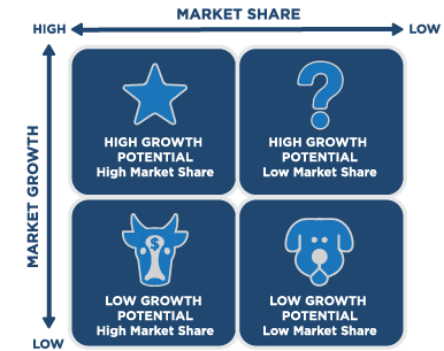 MARKET SHARE
HIGH
LOW
MARKET GROWTH
HIGH GROWTH
POTENTIAL
High Market Share
?
HIGH GROWTH
POTENTIAL
Low Market Share
$
LOW GROWTH
POTENTIAL
High Market Share
LOW GROWTH
POTENTIAL
Low Market Share
LOW